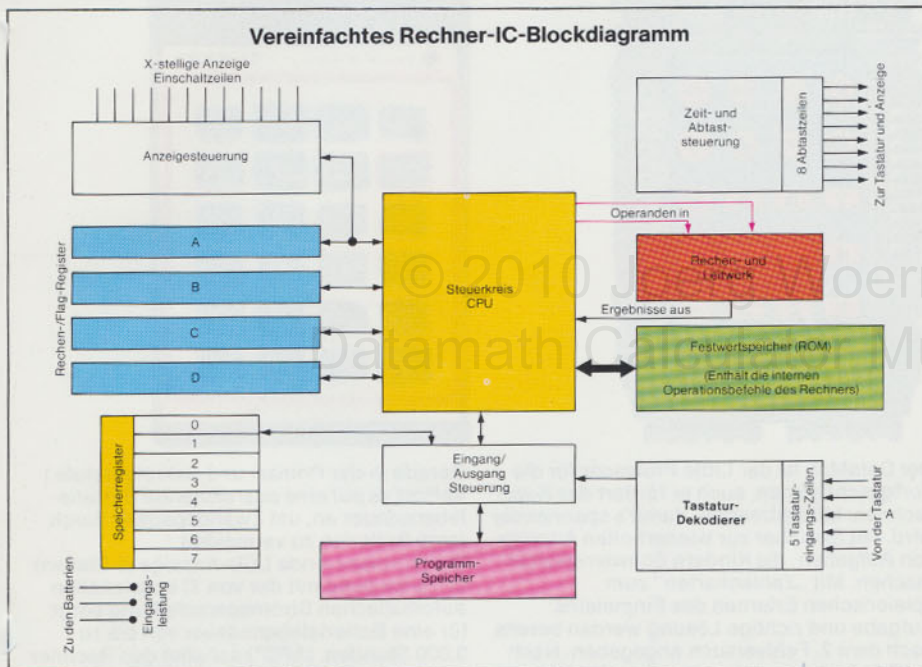 Vereinfachtes Rechner-IC-Blockdiagramm
X-stellige Anzeige
Einschaltzeilen
Anzeigesteuerung
Zeit- und
Abtast-
steuerung
8 Abtastzeilen
Zur Tastatur und Anzeige
Rechen-/Flag-Register
A
B
C
D
Steuerkreis
CPU
Operanden in
Rechen- und
Leitwerk
Ergebnisse aus
Festwertspeicher (ROM)
(Enthält die internen
Operationsbefehle des Rechners)
© 2010 Joerg Woer
Datamath Calculator Mu
Speicherregister
0
1
2
3
4
5
6
7
Eingang/
Ausgang
Steuerung
Tastatur-
Dekodierer
5 Tastatur-
eingangs-Zeilen
A
Von der Tastatur
Programm-
Speicher
Zu den Batterien
Eingangs-
leistung